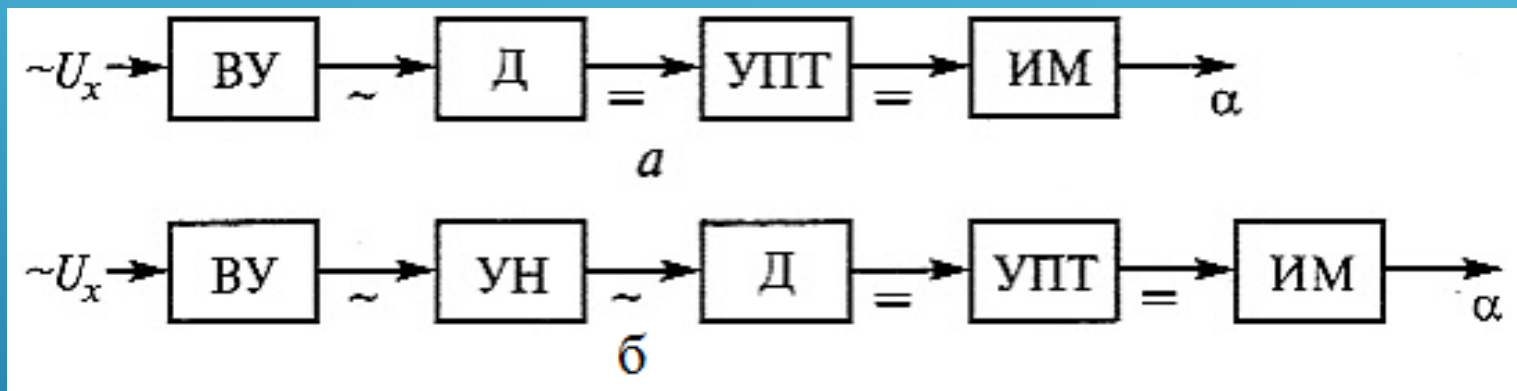 ~Uₓ ВУ ~ Д = УПТ = ИМ α
а
~Uₓ ВУ ~ УН ~ Д = УПТ = ИМ α
б